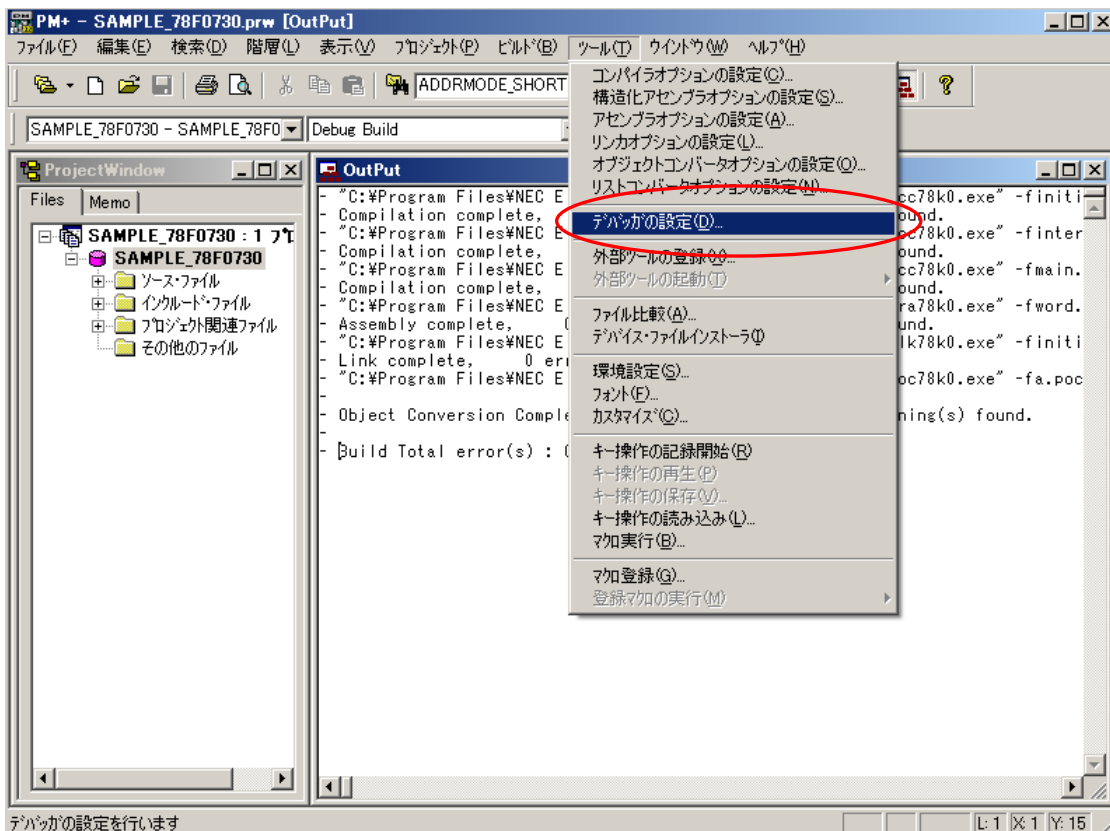 PM+ - SAMPLE_78F0730.prw [OutPut]
ﾌｧｲﾙ(F) 編集(E) 検索(D) 階層(L) 表示(V) ﾌﾟﾛｼﾞｪｸﾄ(P) ﾋﾞﾙﾄﾞ(B) ﾂｰﾙ(T) ｳｲﾝﾄﾞｳ(W) ﾍﾙﾌﾟ(H)
ADDRMODE_SHORT
SAMPLE_78F0730 - SAMPLE_78F0 Debug Build
ProjectWindow
Files Memo
SAMPLE_78F0730 : 1 ﾌﾟ
SAMPLE_78F0730
ｿｰｽ･ﾌｧｲﾙ
ｲﾝｸﾙｰﾄﾞ･ﾌｧｲﾙ
ﾌﾟﾛｼﾞｪｸﾄ関連ﾌｧｲﾙ
その他のﾌｧｲﾙ
OutPut
- "C:¥Program Files¥NEC E cc78k0.exe" -finiti
- Compilation complete, ound.
- "C:¥Program Files¥NEC E cc78k0.exe" -finter
- Compilation complete, ound.
- "C:¥Program Files¥NEC E cc78k0.exe" -fmain.
- Compilation complete, ound.
- "C:¥Program Files¥NEC E ra78k0.exe" -fword.
- Assembly complete, und.
- "C:¥Program Files¥NEC E lk78k0.exe" -finiti
- Link complete, 0 err
- "C:¥Program Files¥NEC E oc78k0.exe" -fa.poc
-
- Object Conversion Comple ning(s) found.
-
- Build Total error(s) : 0
ｺﾝﾊﾟｲﾗｵﾌﾟｼｮﾝの設定(C)...
構造化ｱｾﾝﾌﾞﾗｵﾌﾟｼｮﾝの設定(S)...
ｱｾﾝﾌﾞﾗｵﾌﾟｼｮﾝの設定(A)...
ﾘﾝｶｵﾌﾟｼｮﾝの設定(L)...
ｵﾌﾞｼﾞｪｸﾄｺﾝﾊﾞｰﾀｵﾌﾟｼｮﾝの設定(O)...
ﾘｽﾄｺﾝﾊﾞｰﾀｵﾌﾟｼｮﾝの設定(N)...
ﾃﾞﾊﾞｯｶﾞの設定(D)...
外部ﾂｰﾙの登録(X)...
外部ﾂｰﾙの起動(T)
ﾌｧｲﾙ比較(A)...
ﾃﾞﾊﾞｲｽ･ﾌｧｲﾙｲﾝｽﾄｰﾗ(I)
環境設定(S)...
ﾌｫﾝﾄ(F)...
ｶｽﾀﾏｲｽﾞ(C)...
ｷｰ操作の記録開始(R)
ｷｰ操作の再生(P)
ｷｰ操作の保存(V)...
ｷｰ操作の読み込み(L)...
ﾏｸﾛ実行(B)...
ﾏｸﾛ登録(G)...
登録ﾏｸﾛの実行(M)
ﾃﾞﾊﾞｯｶﾞの設定を行います L: 1 X: 1 Y: 15